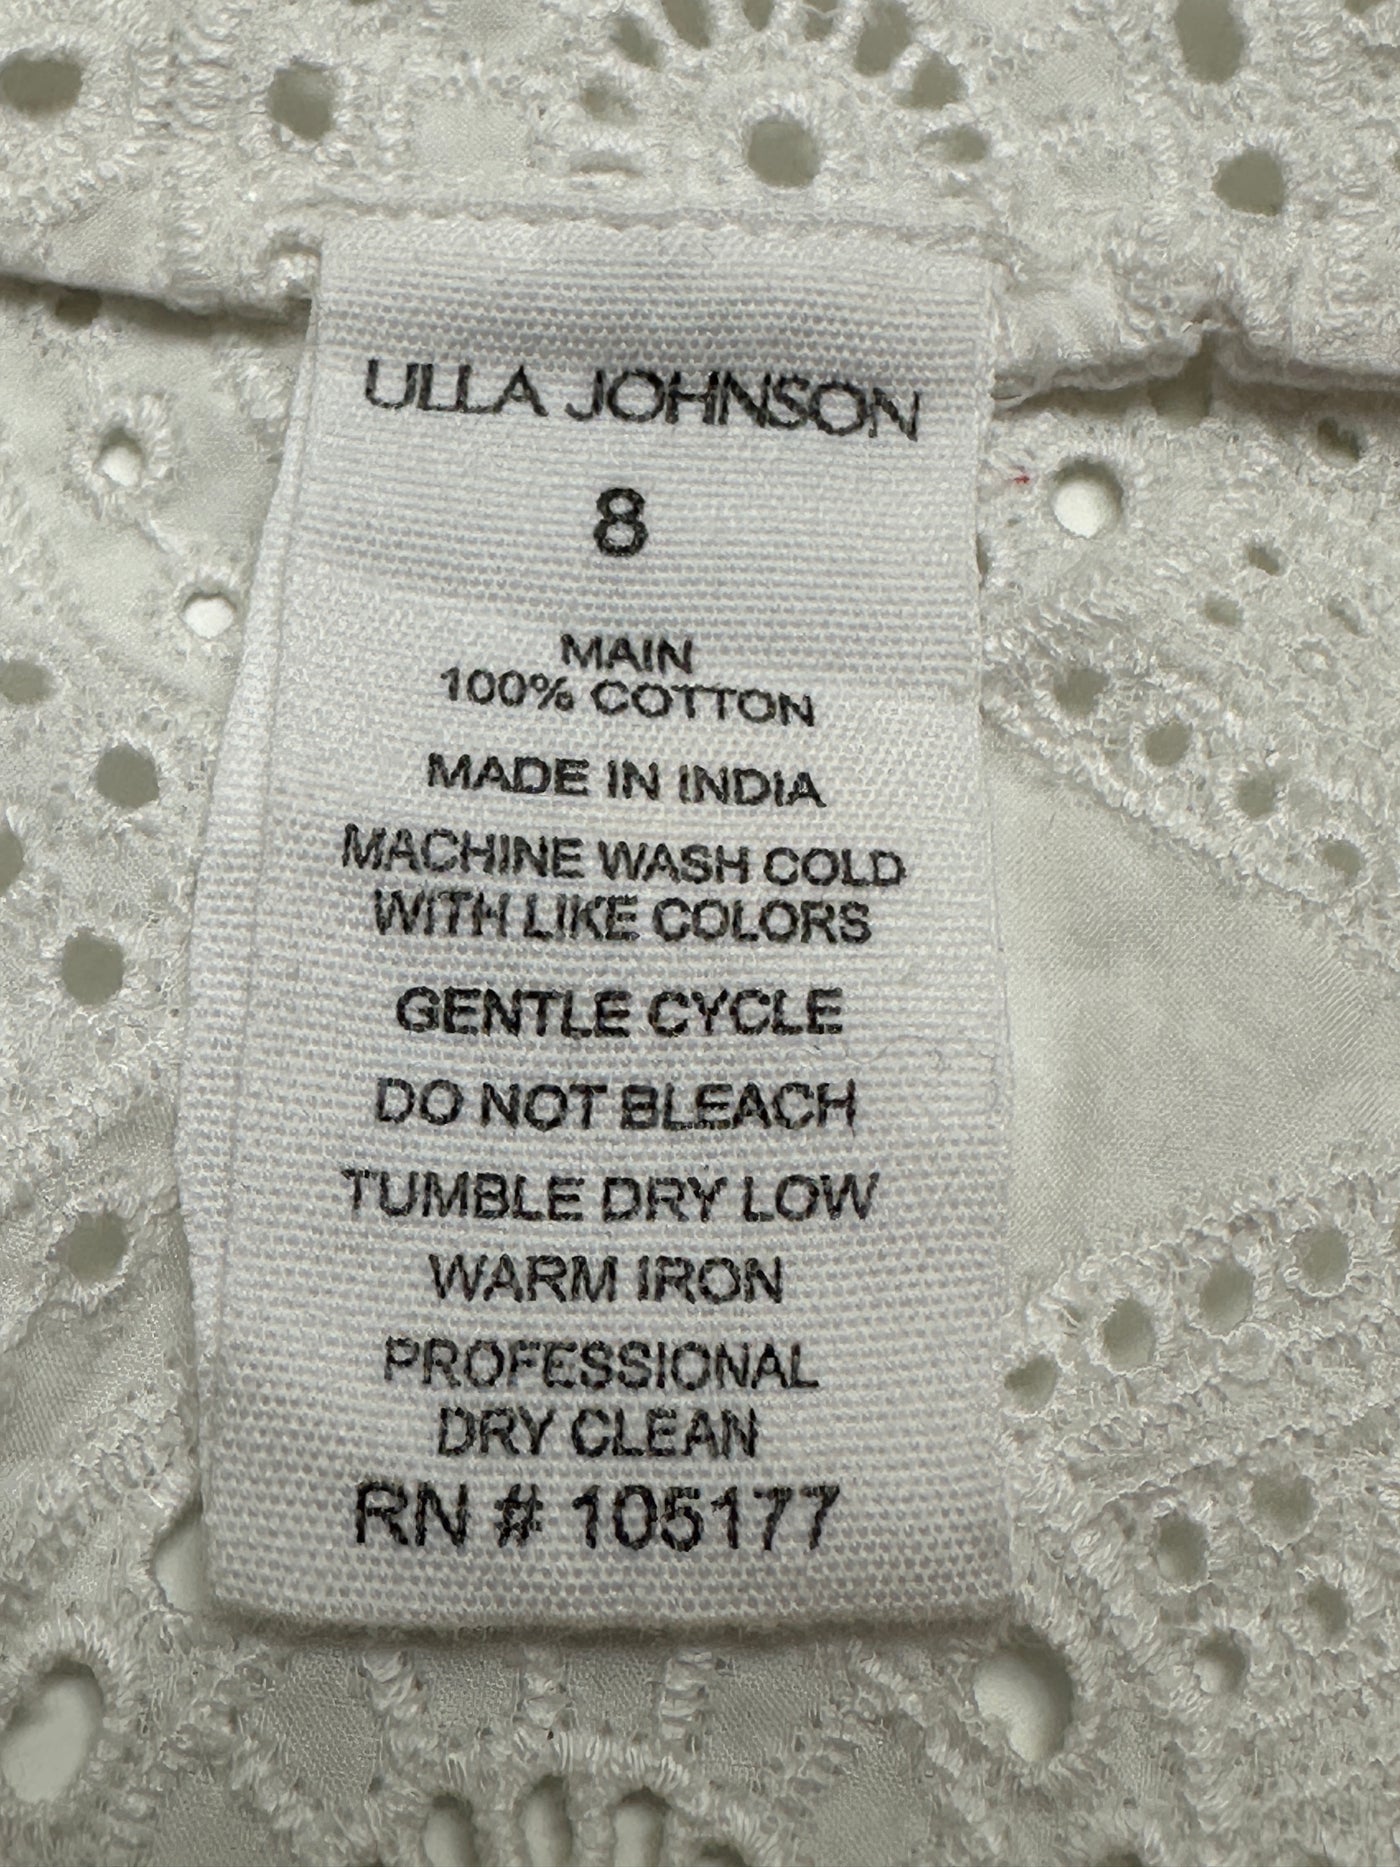 ULLA JOHNSON
8
MAIN
100% COTTON
MADE IN INDIA
MACHINE WASH COLD
WITH LIKE COLORS
GENTLE CYCLE
DO NOT BLEACH
TUMBLE DRY LOW
WARM IRON
PROFESSIONAL
DRY CLEAN
RN # 105177